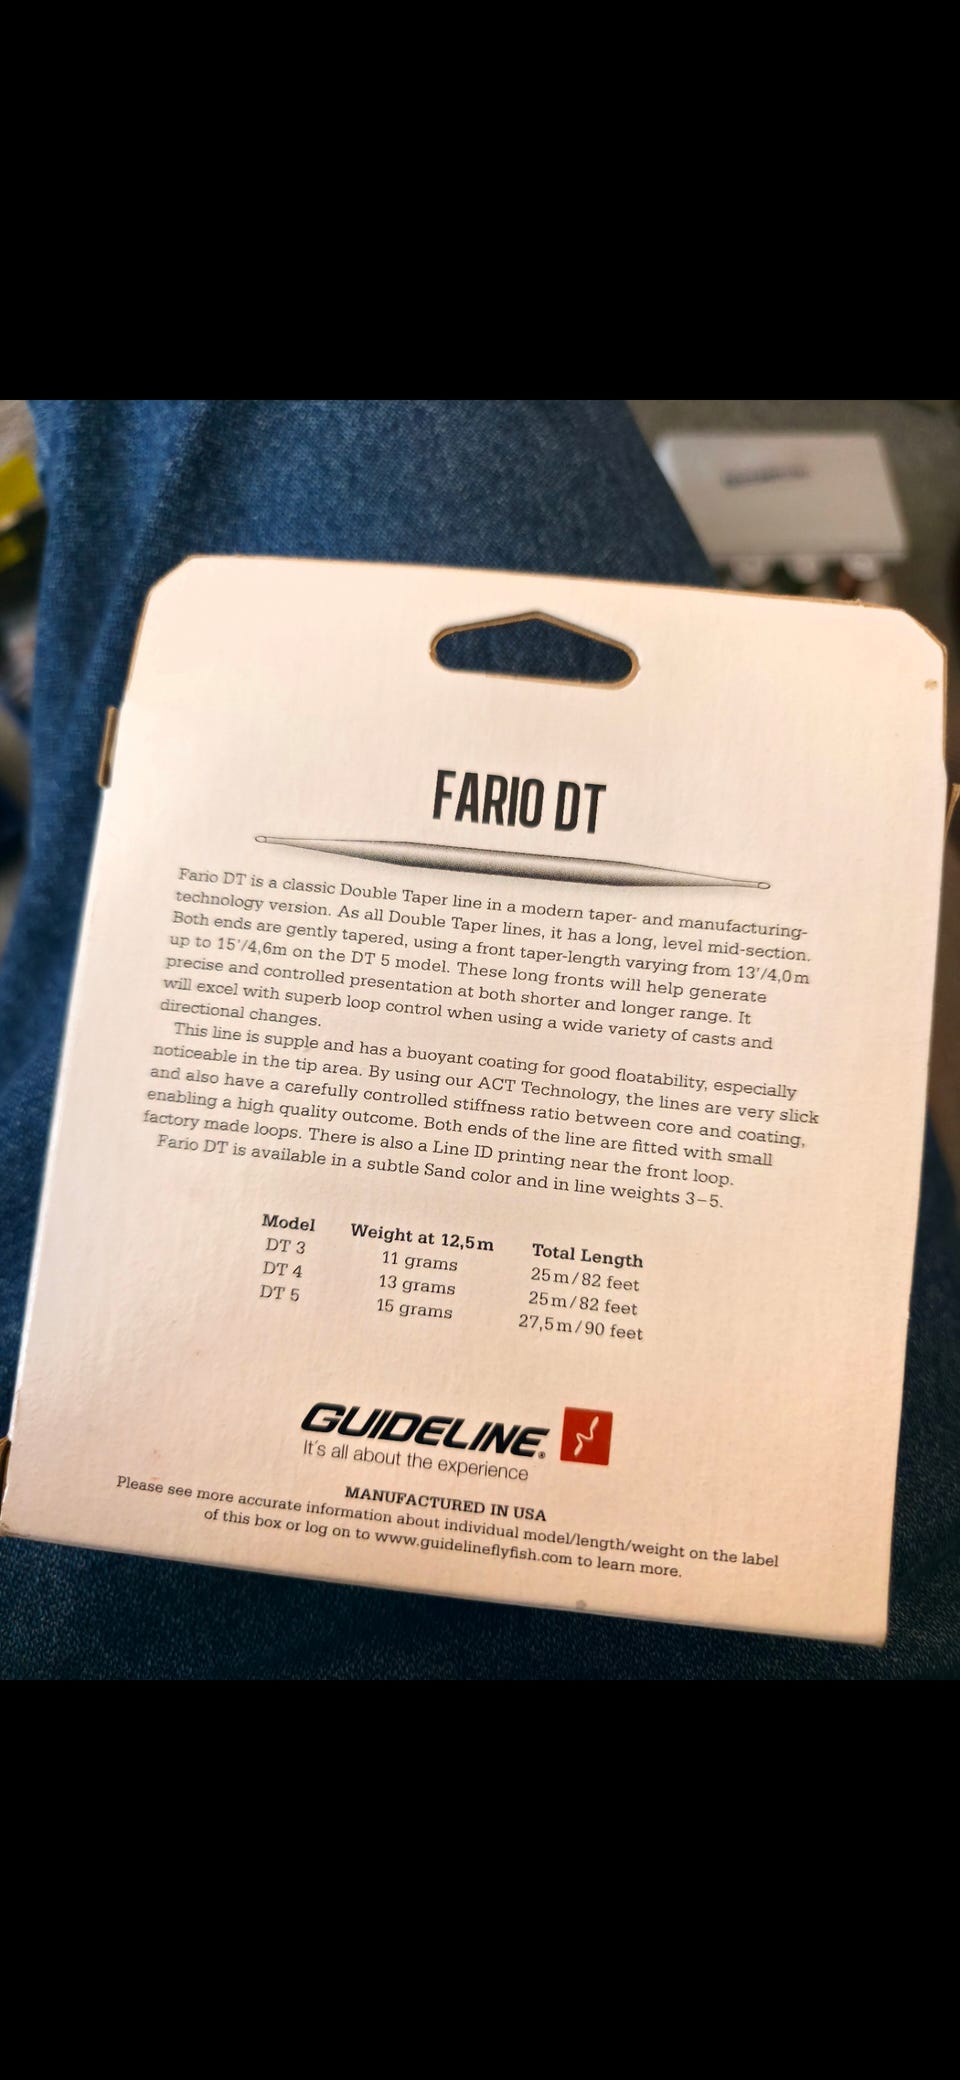 FARIO DT
Fario DT is a classic Double Taper line in a modern taper- and manufacturing-
technology version. As all Double Taper lines, it has a long, level mid-section.
Both ends are gently tapered, using a front taper-length varying from 13'/4,0m
up to 15'/4,6m on the DT 5 model. These long fronts will help generate
precise and controlled presentation at both shorter and longer range. It
will excel with superb loop control when using a wide variety of casts and
directional changes.
This line is supple and has a buoyant coating for good floatability, especially
noticeable in the tip area. By using our ACT Technology, the lines are very slick
and also have a carefully controlled stiffness ratio between core and coating,
enabling a high quality outcome. Both ends of the line are fitted with small
factory made loops. There is also a Line ID printing near the front loop.
Fario DT is available in a subtle Sand color and in line weights 3–5.
Model Weight at 12,5m Total Length
DT 3 11 grams 25m/82 feet
DT 4 13 grams 25m/82 feet
DT 5 15 grams 27,5m/90 feet
GUIDELINE®
It's all about the experience
MANUFACTURED IN USA
Please see more accurate information about individual model/length/weight on the label
of this box or log on to www.guidelineflyfish.com to learn more.